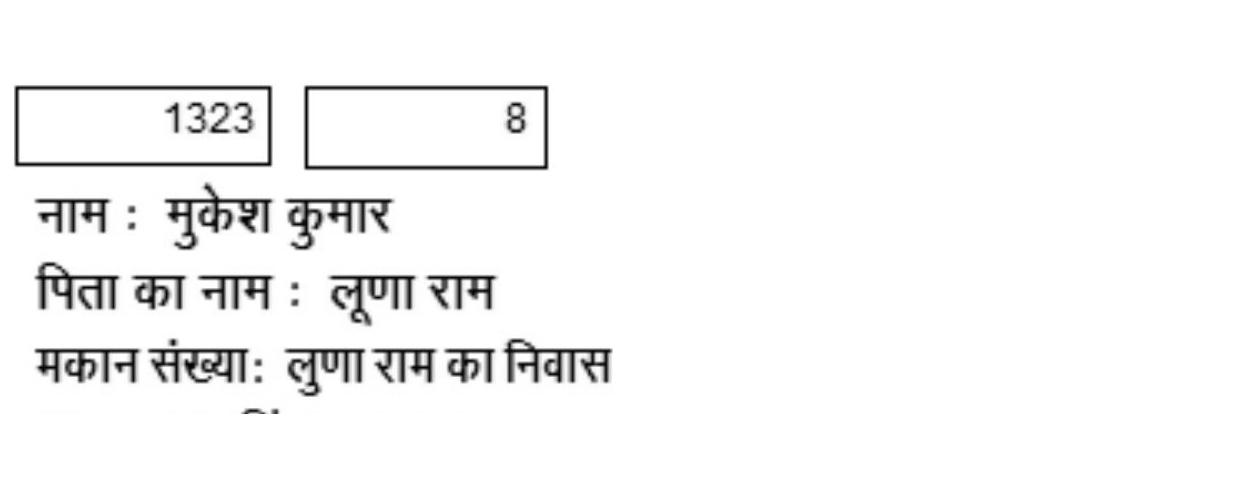 1323 8
नाम : मुकेश कुमार
पिता का नाम : लूणा राम
मकान संख्या: लुणा राम का निवास